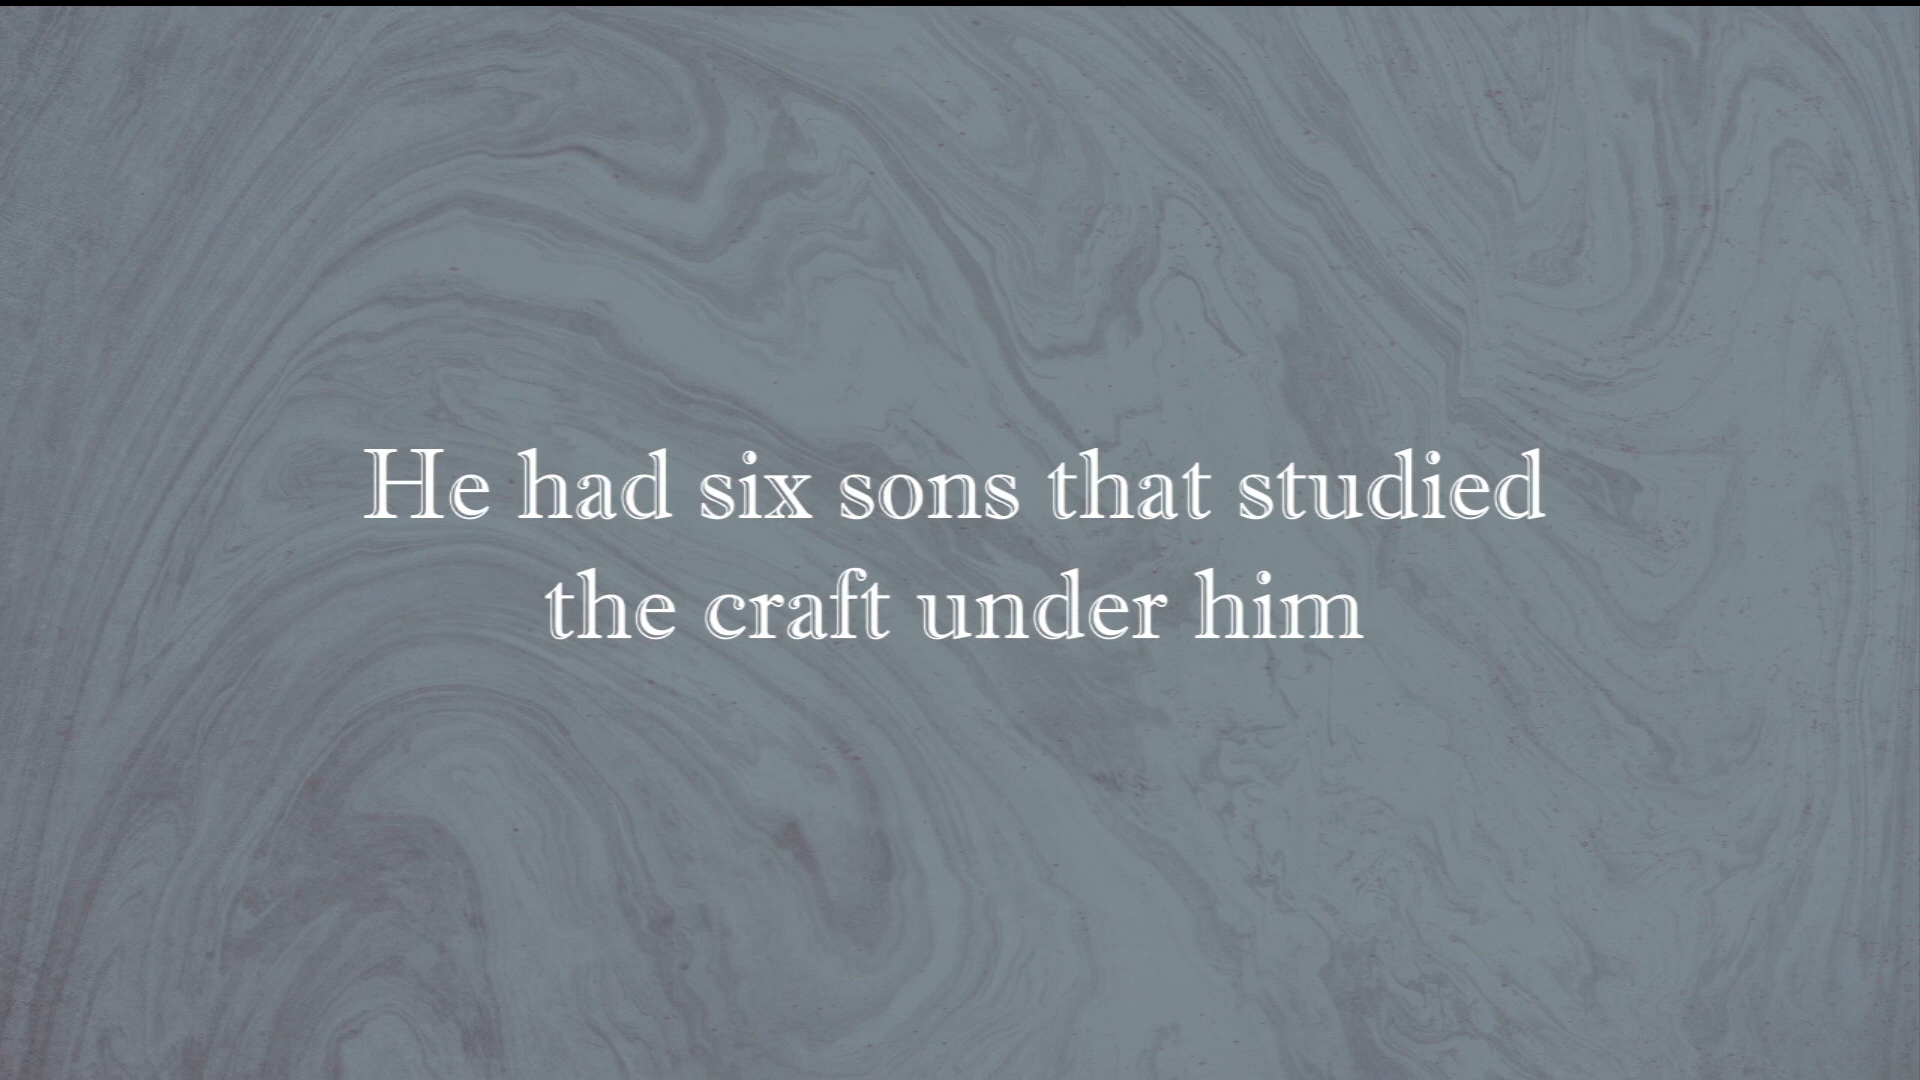 He had six sons that studied
the craft under him